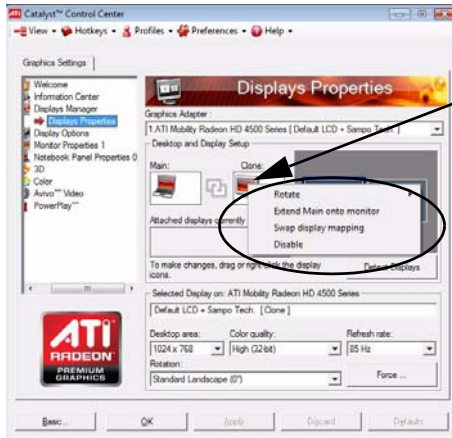 Catalyst™ Control Center
View Hotkeys Profiles Preferences Help
Graphics Settings
Welcome
Information Center
Displays Manager
Displays Properties
Display Options
Monitor Properties 1
Notebook Panel Properties 0
3D
Color
Avivo™ Video
PowerPlay™
ATI
RADEON
PREMIUM
GRAPHICS
Displays Properties
Graphics Adapter :
1.ATI Mobility Radeon HD 4500 Series [ Default LCD + Sampo Tech. ]
Desktop and Display Setup
Main: Clone:
Rotate
Extend Main onto monitor
Swap display mapping
Disable
Attached displays currently
To make changes, drag or right click the display
icons.
Detect Displays
Selected Display on: ATI Mobility Radeon HD 4500 Series
Default LCD + Sampo Tech. [Clone ]
Desktop area: Color quality: Refresh rate:
1024 x 768 High (32-bit) 85 Hz
Rotation:
Standard Landscape (0°) Force ...
Basic... OK Apply Discard Defaults